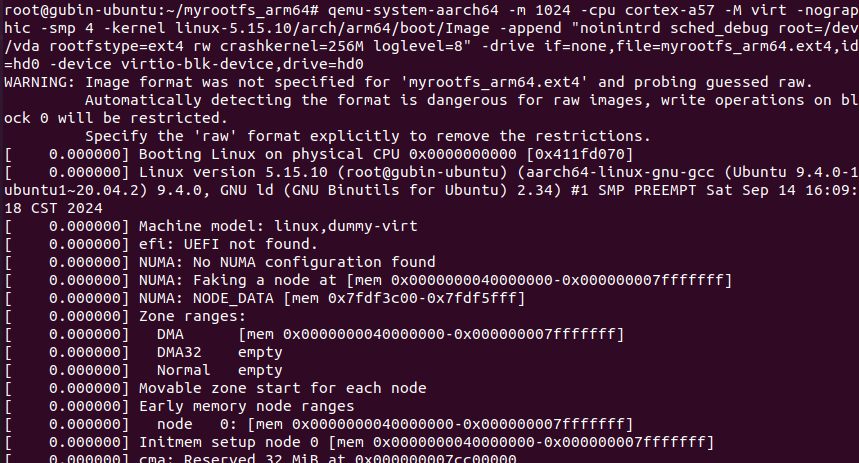 root@gubin-ubuntu:~/myrootfs_arm64# qemu-system-aarch64 -m 1024 -cpu cortex-a57 -M virt -nograp
hic -smp 4 -kernel linux-5.15.10/arch/arm64/boot/Image -append "noinintrd sched_debug root=/dev
/vda rootfstype=ext4 rw crashkernel=256M loglevel=8" -drive if=none,file=myrootfs_arm64.ext4,id
=hd0 -device virtio-blk-device,drive=hd0
WARNING: Image format was not specified for 'myrootfs_arm64.ext4' and probing guessed raw.
         Automatically detecting the format is dangerous for raw images, write operations on bl
ock 0 will be restricted.
         Specify the 'raw' format explicitly to remove the restrictions.
[    0.000000] Booting Linux on physical CPU 0x0000000000 [0x411fd070]
[    0.000000] Linux version 5.15.10 (root@gubin-ubuntu) (aarch64-linux-gnu-gcc (Ubuntu 9.4.0-1
ubuntu1~20.04.2) 9.4.0, GNU ld (GNU Binutils for Ubuntu) 2.34) #1 SMP PREEMPT Sat Sep 14 16:09:
18 CST 2024
[    0.000000] Machine model: linux,dummy-virt
[    0.000000] efi: UEFI not found.
[    0.000000] NUMA: No NUMA configuration found
[    0.000000] NUMA: Faking a node at [mem 0x0000000040000000-0x000000007fffffff]
[    0.000000] NUMA: NODE_DATA [mem 0x7fdf3c00-0x7fdf5fff]
[    0.000000] Zone ranges:
[    0.000000]   DMA      [mem 0x0000000040000000-0x000000007fffffff]
[    0.000000]   DMA32    empty
[    0.000000]   Normal   empty
[    0.000000] Movable zone start for each node
[    0.000000] Early memory node ranges
[    0.000000]   node   0: [mem 0x0000000040000000-0x000000007fffffff]
[    0.000000] Initmem setup node 0 [mem 0x0000000040000000-0x000000007fffffff]
[    0.000000] cma: Reserved 32 MiB at 0x000000007cc00000